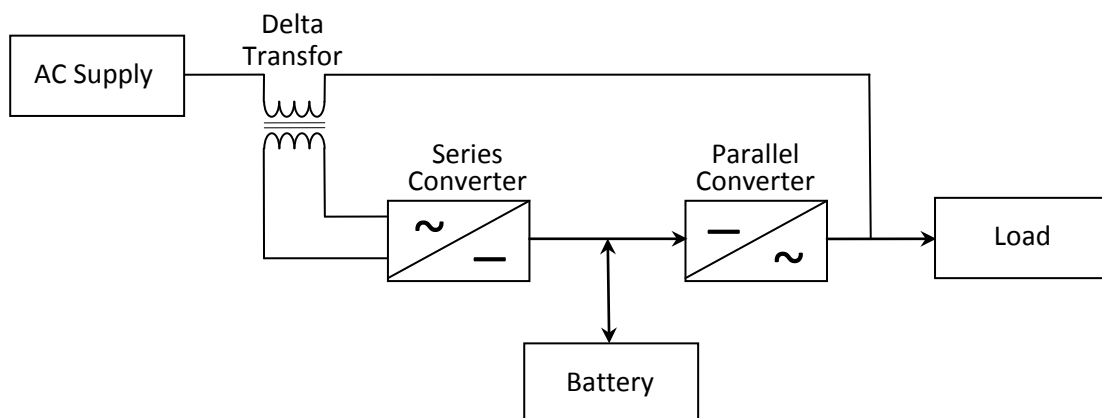 Delta
Transfor
AC Supply
Series
Converter
Parallel
Converter
~
—
—
~
Load
Battery